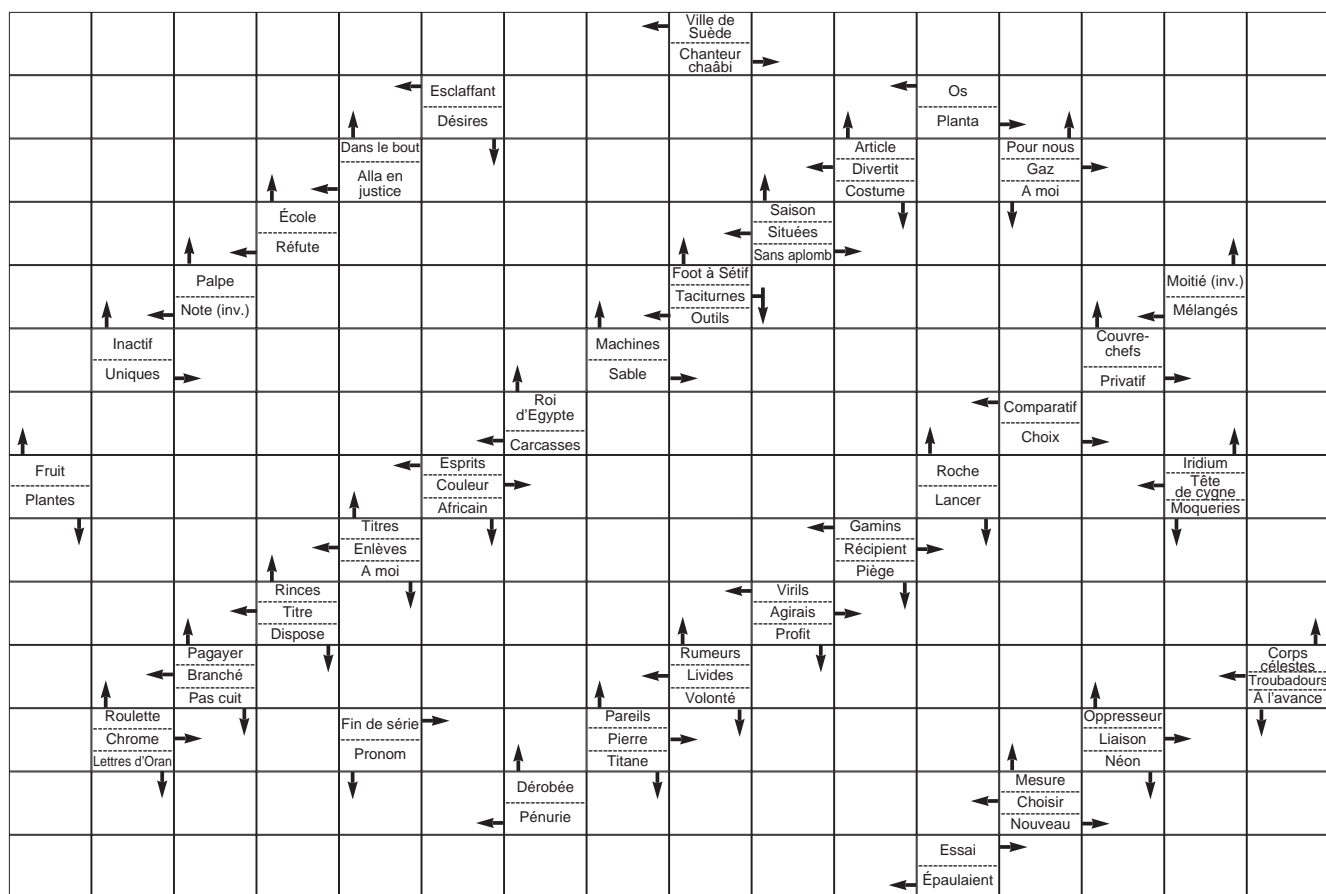 Ville de
Suède
Chanteur
chaâbi
Esclaffant
Désires
Os
Planta
Dans le bout
Alla en
justice
Article
Divertit
Costume
Pour nous
Gaz
A moi
École
Réfute
Saison
Situées
Sans aplomb
Palpe
Note (inv.)
Foot à Sétif
Taciturnes
Outils
Moitié (inv.)
Mélangés
Inactif
Uniques
Machines
Sable
Couvre-
chefs
Privatif
Roi
d'Egypte
Carcasses
Comparatif
Choix
Fruit
Plantes
Esprits
Couleur
Africain
Roche
Lancer
Iridium
Tête
de cygne
Moqueries
Titres
Enlèves
A moi
Gamins
Récipient
Piège
Rinces
Titre
Dispose
Virils
Agirais
Profit
Pagayer
Branché
Pas cuit
Rumeurs
Livides
Volonté
Corps
célestes
Troubadours
A l'avance
Roulette
Chrome
Lettres d'Oran
Fin de série
Pronom
Pareils
Pierre
Titane
Oppresseur
Liaison
Néon
Dérobée
Pénurie
Mesure
Choisir
Nouveau
Essai
Épaulaient